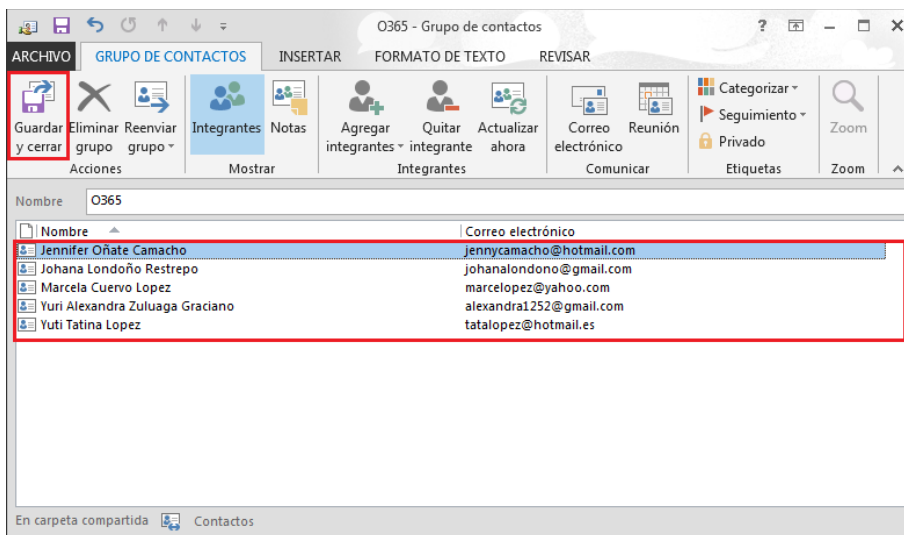 O365 - Grupo de contactos
?
ARCHIVO GRUPO DE CONTACTOS INSERTAR FORMATO DE TEXTO REVISAR
Guardar y cerrar
Eliminar grupo
Reenviar grupo
Acciones
Integrantes
Notas
Mostrar
Agregar integrantes
Quitar integrante
Actualizar ahora
Integrantes
Correo electrónico
Reunión
Comunicar
Categorizar
Seguimiento
Privado
Etiquetas
Zoom
Zoom
Nombre O365
Nombre Correo electrónico
Jennifer Oñate Camacho jennycamacho@hotmail.com
Johana Londoño Restrepo johanalondono@gmail.com
Marcela Cuervo Lopez marcelopez@yahoo.com
Yuri Alexandra Zuluaga Graciano alexandra1252@gmail.com
Yuti Tatina Lopez tatalopez@hotmail.es
En carpeta compartida Contactos